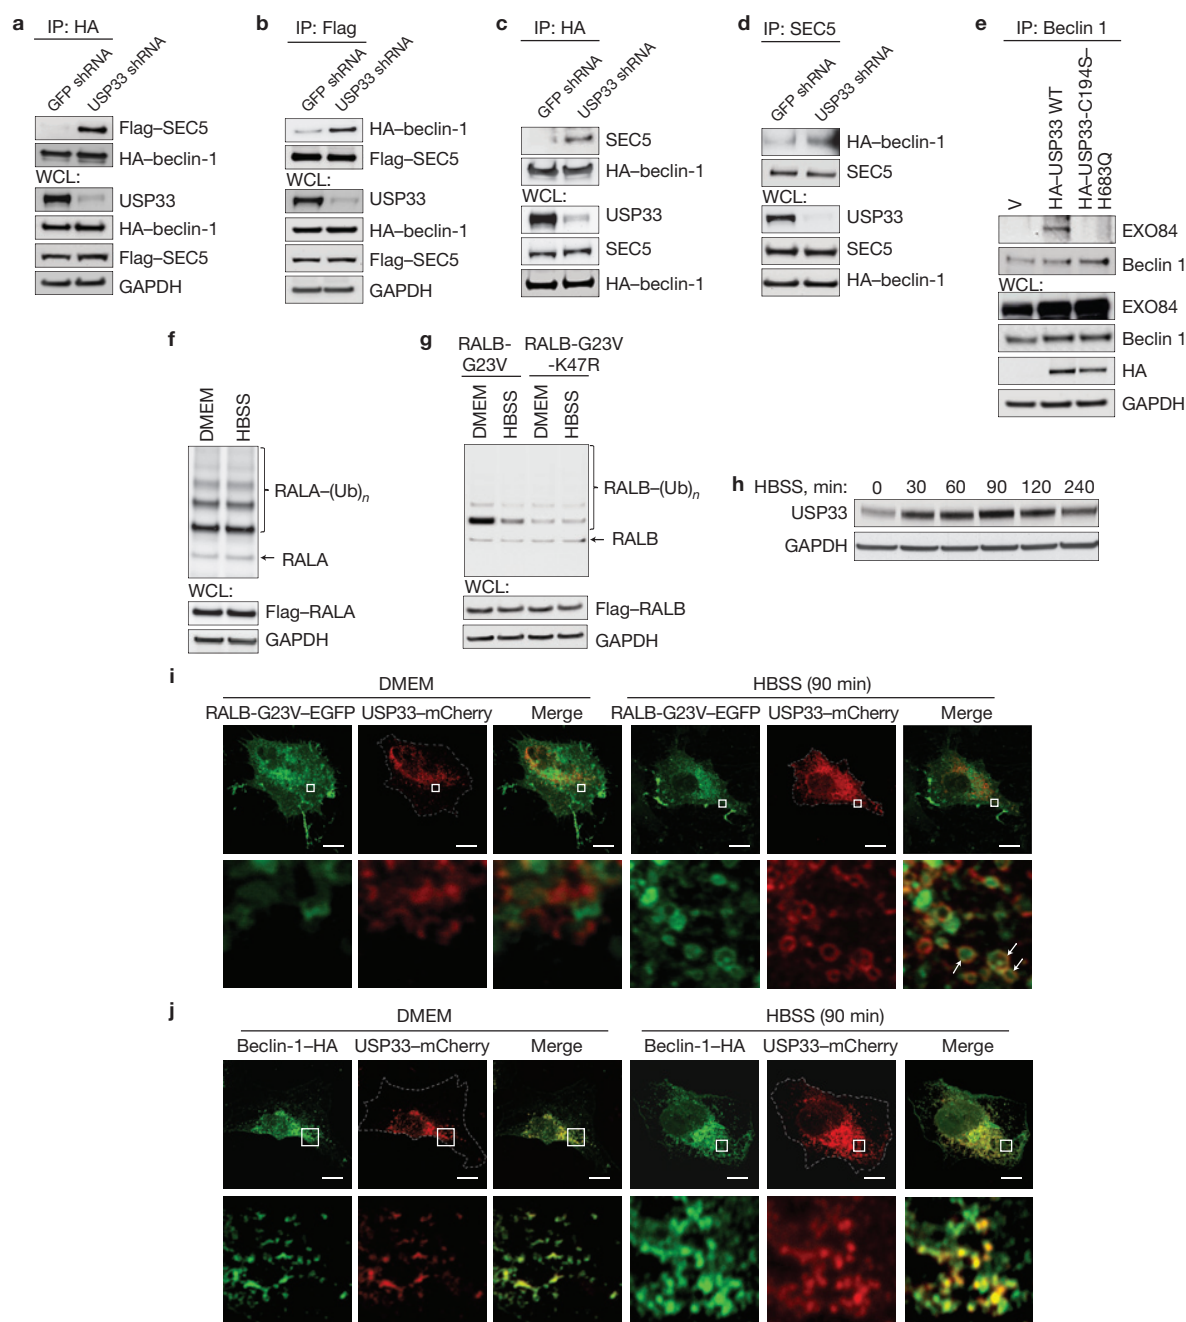 a
IP: HA
GFP shRNA
USP33 shRNA
Flag–SEC5
HA–beclin-1
WCL:
USP33
HA–beclin-1
Flag–SEC5
GAPDH
b
IP: Flag
GFP shRNA
USP33 shRNA
HA–beclin-1
Flag–SEC5
WCL:
USP33
HA–beclin-1
Flag–SEC5
GAPDH
c
IP: HA
GFP shRNA
USP33 shRNA
SEC5
HA–beclin-1
WCL:
USP33
SEC5
HA–beclin-1
d
IP: SEC5
GFP shRNA
USP33 shRNA
HA–beclin-1
SEC5
WCL:
USP33
SEC5
HA–beclin-1
e
IP: Beclin 1
V
HA–USP33 WT
HA–USP33-C194S–
H683Q
EXO84
Beclin 1
WCL:
EXO84
Beclin 1
HA
GAPDH
f
DMEM
HBSS
RALA–(Ub)n
RALA
WCL:
Flag–RALA
GAPDH
g
RALB-
G23V
RALB-G23V
-K47R
DMEM
HBSS
DMEM
HBSS
RALB–(Ub)n
RALB
WCL:
Flag–RALB
GAPDH
h
HBSS, min: 0 30 60 90 120 240
USP33
GAPDH
i
DMEM
HBSS (90 min)
RALB-G23V–EGFP USP33–mCherry Merge RALB-G23V–EGFP USP33–mCherry Merge
j
DMEM
HBSS (90 min)
Beclin-1–HA USP33–mCherry Merge Beclin-1–HA USP33–mCherry Merge